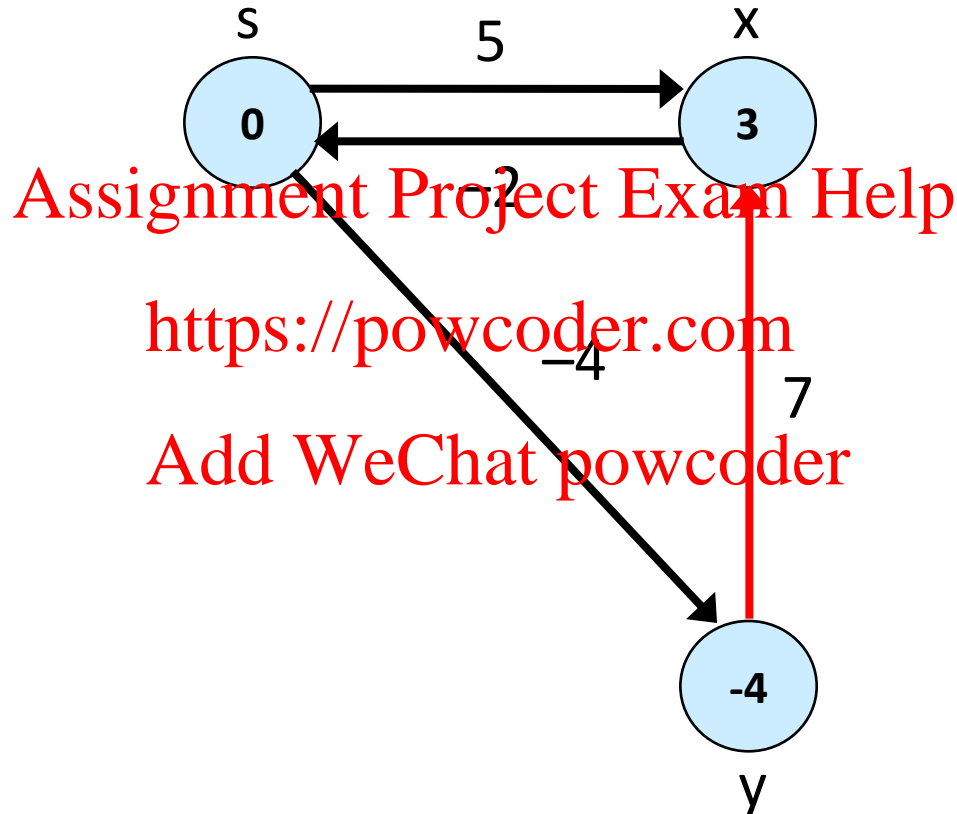 s
x
5
0
3
–2
Assignment Project Exam Help
https://powcoder.com
–4
7
Add WeChat powcoder
-4
y